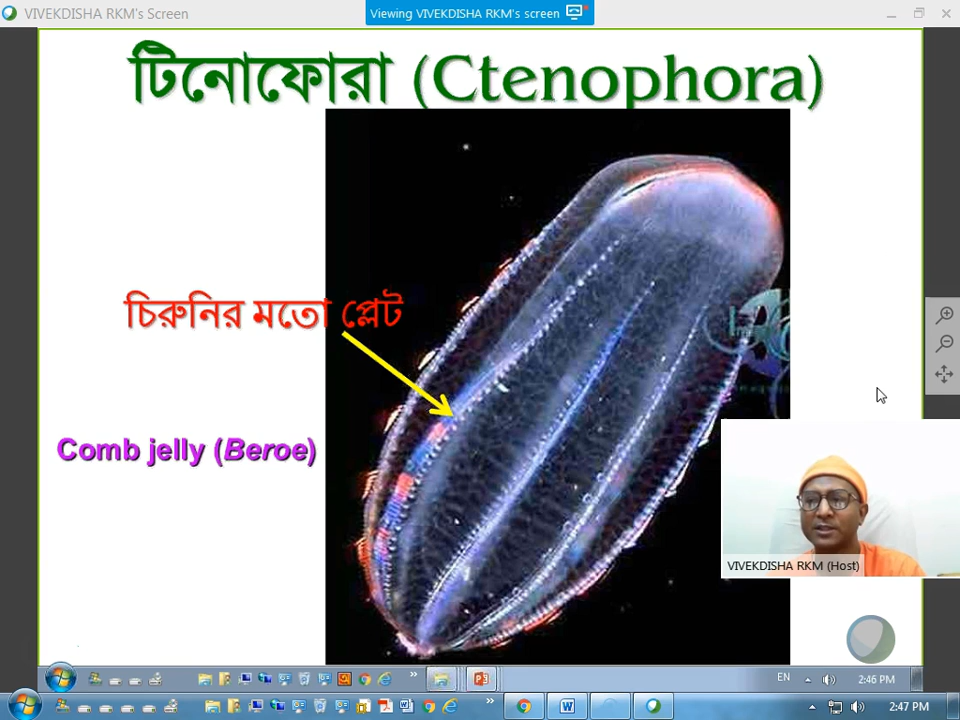 VIVEKDISHA RKM's Screen
Viewing VIVEKDISHA RKM's screen
টিনোফোরা (Ctenophora)
চিরুনির মতো প্লেট
Comb jelly (Beroe)
VIVEKDISHA RKM (Host)
EN
2:46 PM
2:47 PM